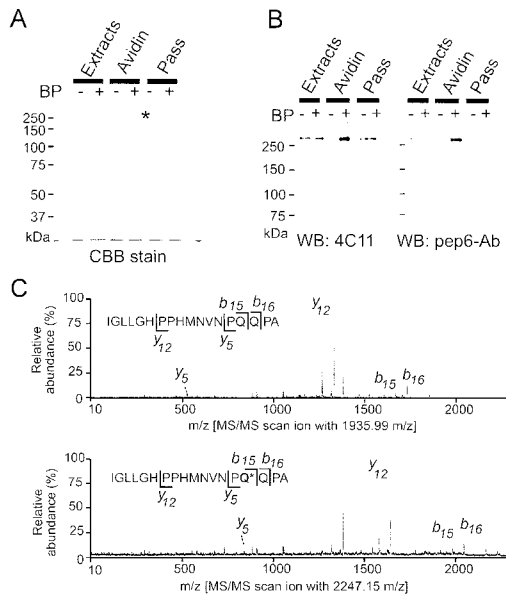 A
Extracts Avidin Pass
BP - + - + - +
*
250
150
100
75
50
37
kDa
CBB stain
B
Extracts Avidin Pass Extracts Avidin Pass
BP - + - + - + - + - + - +
250
150
100
75
kDa
WB: 4C11 WB: pep6-Ab
C
Relative abundance (%)
100
75
50
25
0
b15 b16
IGLLGHPPHMNVNPQQPA
y12 y5
y12
y5
b15 b16
10 500 1000 1500 2000
m/z [MS/MS scan ion with 1935.99 m/z]
Relative abundance (%)
100
75
50
25
0
b15 b16
IGLLGHPPHMNVNPQ*QPA
y12 y5
y12
y5
b15 b16
10 500 1000 1500 2000
m/z [MS/MS scan ion with 2247.15 m/z]